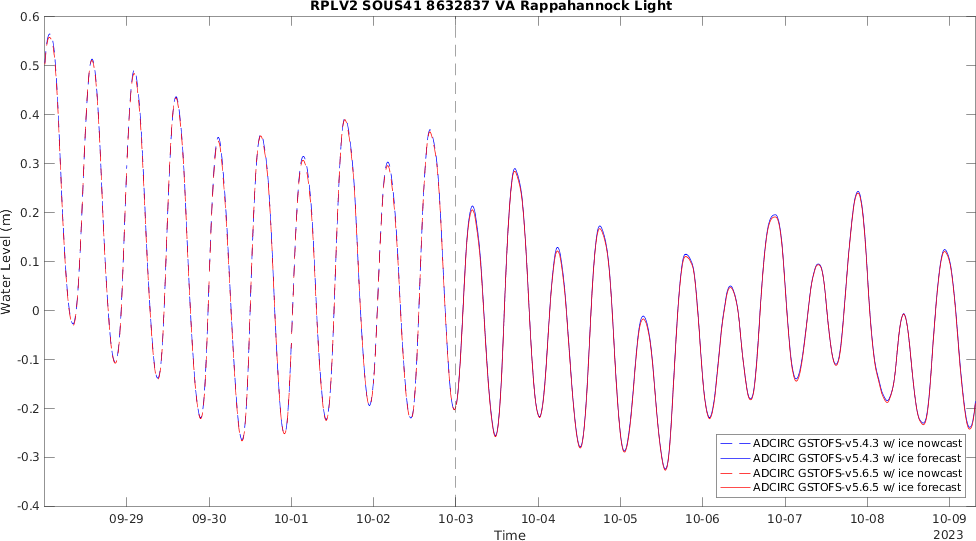 RPLV2 SOUS41 8632837 VA Rappahannock Light
0.6
0.5
0.4
0.3
0.2
0.1
0
-0.1
-0.2
-0.3
-0.4
Water Level (m)
ADCIRC GSTOFS-v5.4.3 w/ ice nowcast
ADCIRC GSTOFS-v5.4.3 w/ ice forecast
ADCIRC GSTOFS-v5.6.5 w/ ice nowcast
ADCIRC GSTOFS-v5.6.5 w/ ice forecast
09-29 09-30 10-01 10-02 10-03 10-04 10-05 10-06 10-07 10-08 10-09
Time
2023